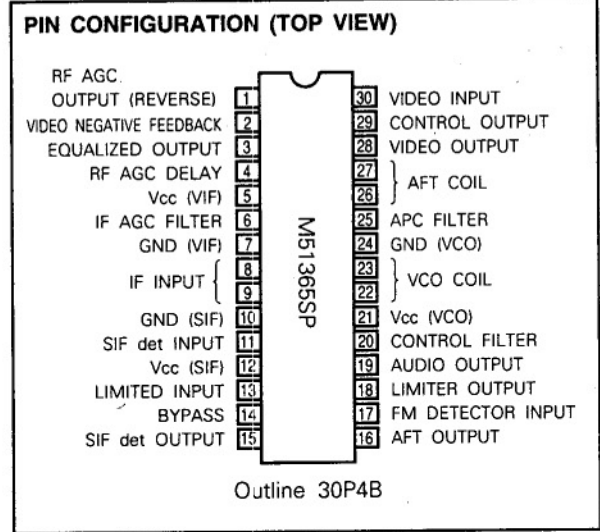 PIN CONFIGURATION (TOP VIEW)
RF AGC
OUTPUT (REVERSE) 1
VIDEO NEGATIVE FEEDBACK 2
EQUALIZED OUTPUT 3
RF AGC DELAY 4
Vcc (VIF) 5
IF AGC FILTER 6
GND (VIF) 7
IF INPUT { 8
9
GND (SIF) 10
SIF det INPUT 11
Vcc (SIF) 12
LIMITED INPUT 13
BYPASS 14
SIF det OUTPUT 15
M51365SP
30 VIDEO INPUT
29 CONTROL OUTPUT
28 VIDEO OUTPUT
27
26 } AFT COIL
25 APC FILTER
24 GND (VCO)
23
22 } VCO COIL
21 Vcc (VCO)
20 CONTROL FILTER
19 AUDIO OUTPUT
18 LIMITER OUTPUT
17 FM DETECTOR INPUT
16 AFT OUTPUT
Outline 30P4B